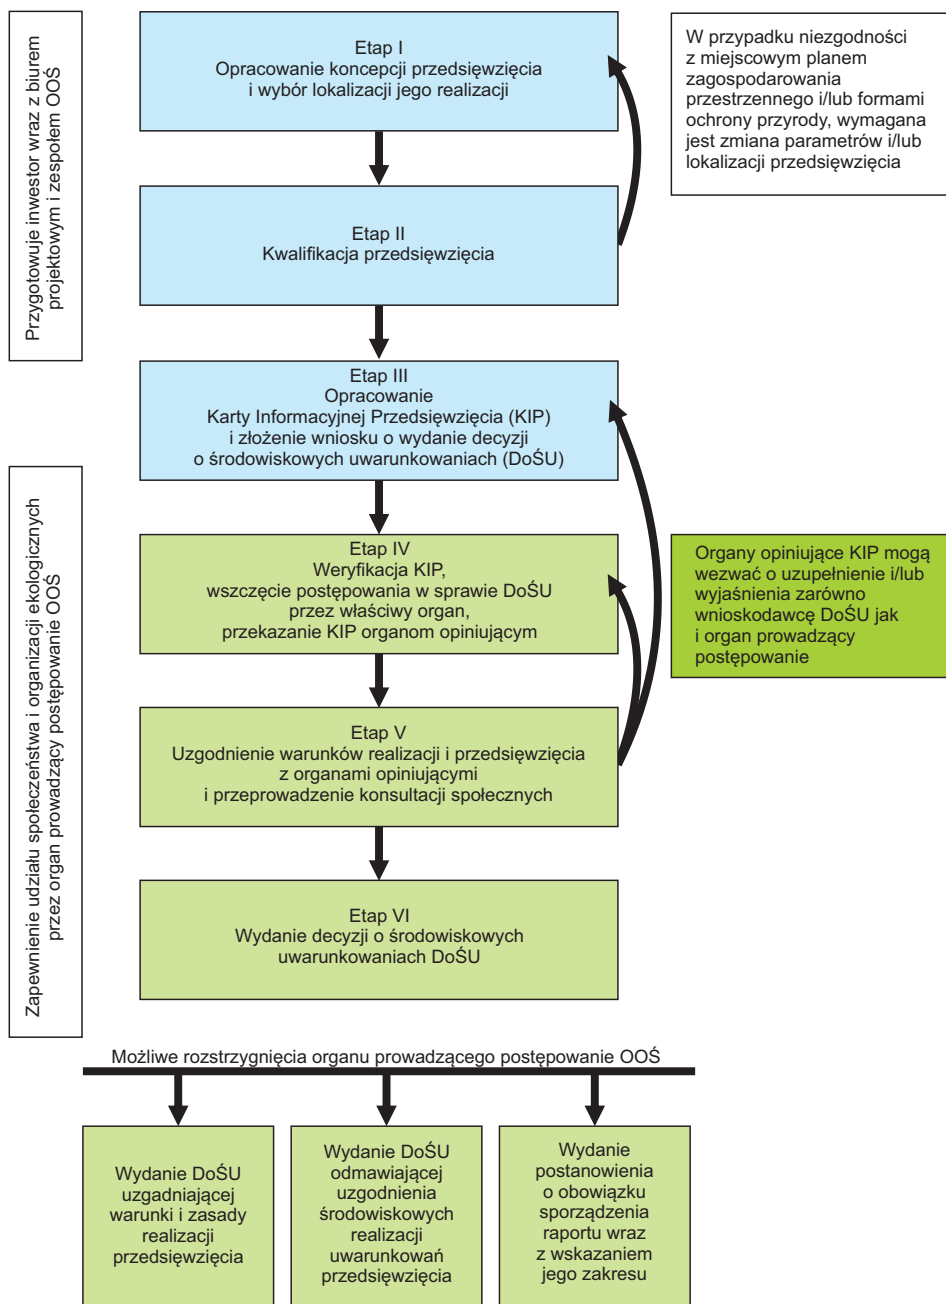 Przygotowuje inwestor wraz z biurem
projektowym i zespołem OOŚ
Etap I
Opracowanie koncepcji przedsięwzięcia
i wybór lokalizacji jego realizacji
W przypadku niezgodności
z miejscowym planem
zagospodarowania
przestrzennego i/lub formami
ochrony przyrody, wymagana
jest zmiana parametrów i/lub
lokalizacji przedsięwzięcia
Etap II
Kwalifikacja przedsięwzięcia
Etap III
Opracowanie
Karty Informacyjnej Przedsięwzięcia (KIP)
i złożenie wniosku o wydanie decyzji
o środowiskowych uwarunkowaniach (DoŚU)
Zapewnienie udziału społeczeństwa i organizacji ekologicznych
przez organ prowadzący postępowanie OOŚ
Etap IV
Weryfikacja KIP,
wszczęcie postępowania w sprawie DoŚU
przez właściwy organ,
przekazanie KIP organom opiniującym
Organy opiniujące KIP mogą
wezwać o uzupełnienie i/lub
wyjaśnienia zarówno
wnioskodawcę DoŚU jak
i organ prowadzący
postępowanie
Etap V
Uzgodnienie warunków realizacji i przedsięwzięcia
z organami opiniującymi
i przeprowadzenie konsultacji społecznych
Etap VI
Wydanie decyzji o środowiskowych
uwarunkowaniach DoŚU
Możliwe rozstrzygnięcia organu prowadzącego postępowanie OOŚ
Wydanie DoŚU
uzgadniającej
warunki i zasady
realizacji
przedsięwzięcia
Wydanie DoŚU
odmawiającej
uzgodnienia
środowiskowych
realizacji
uwarunkowań
przedsięwzięcia
Wydanie
postanowienia
o obowiązku
sporządzenia
raportu wraz
z wskazaniem
jego zakresu